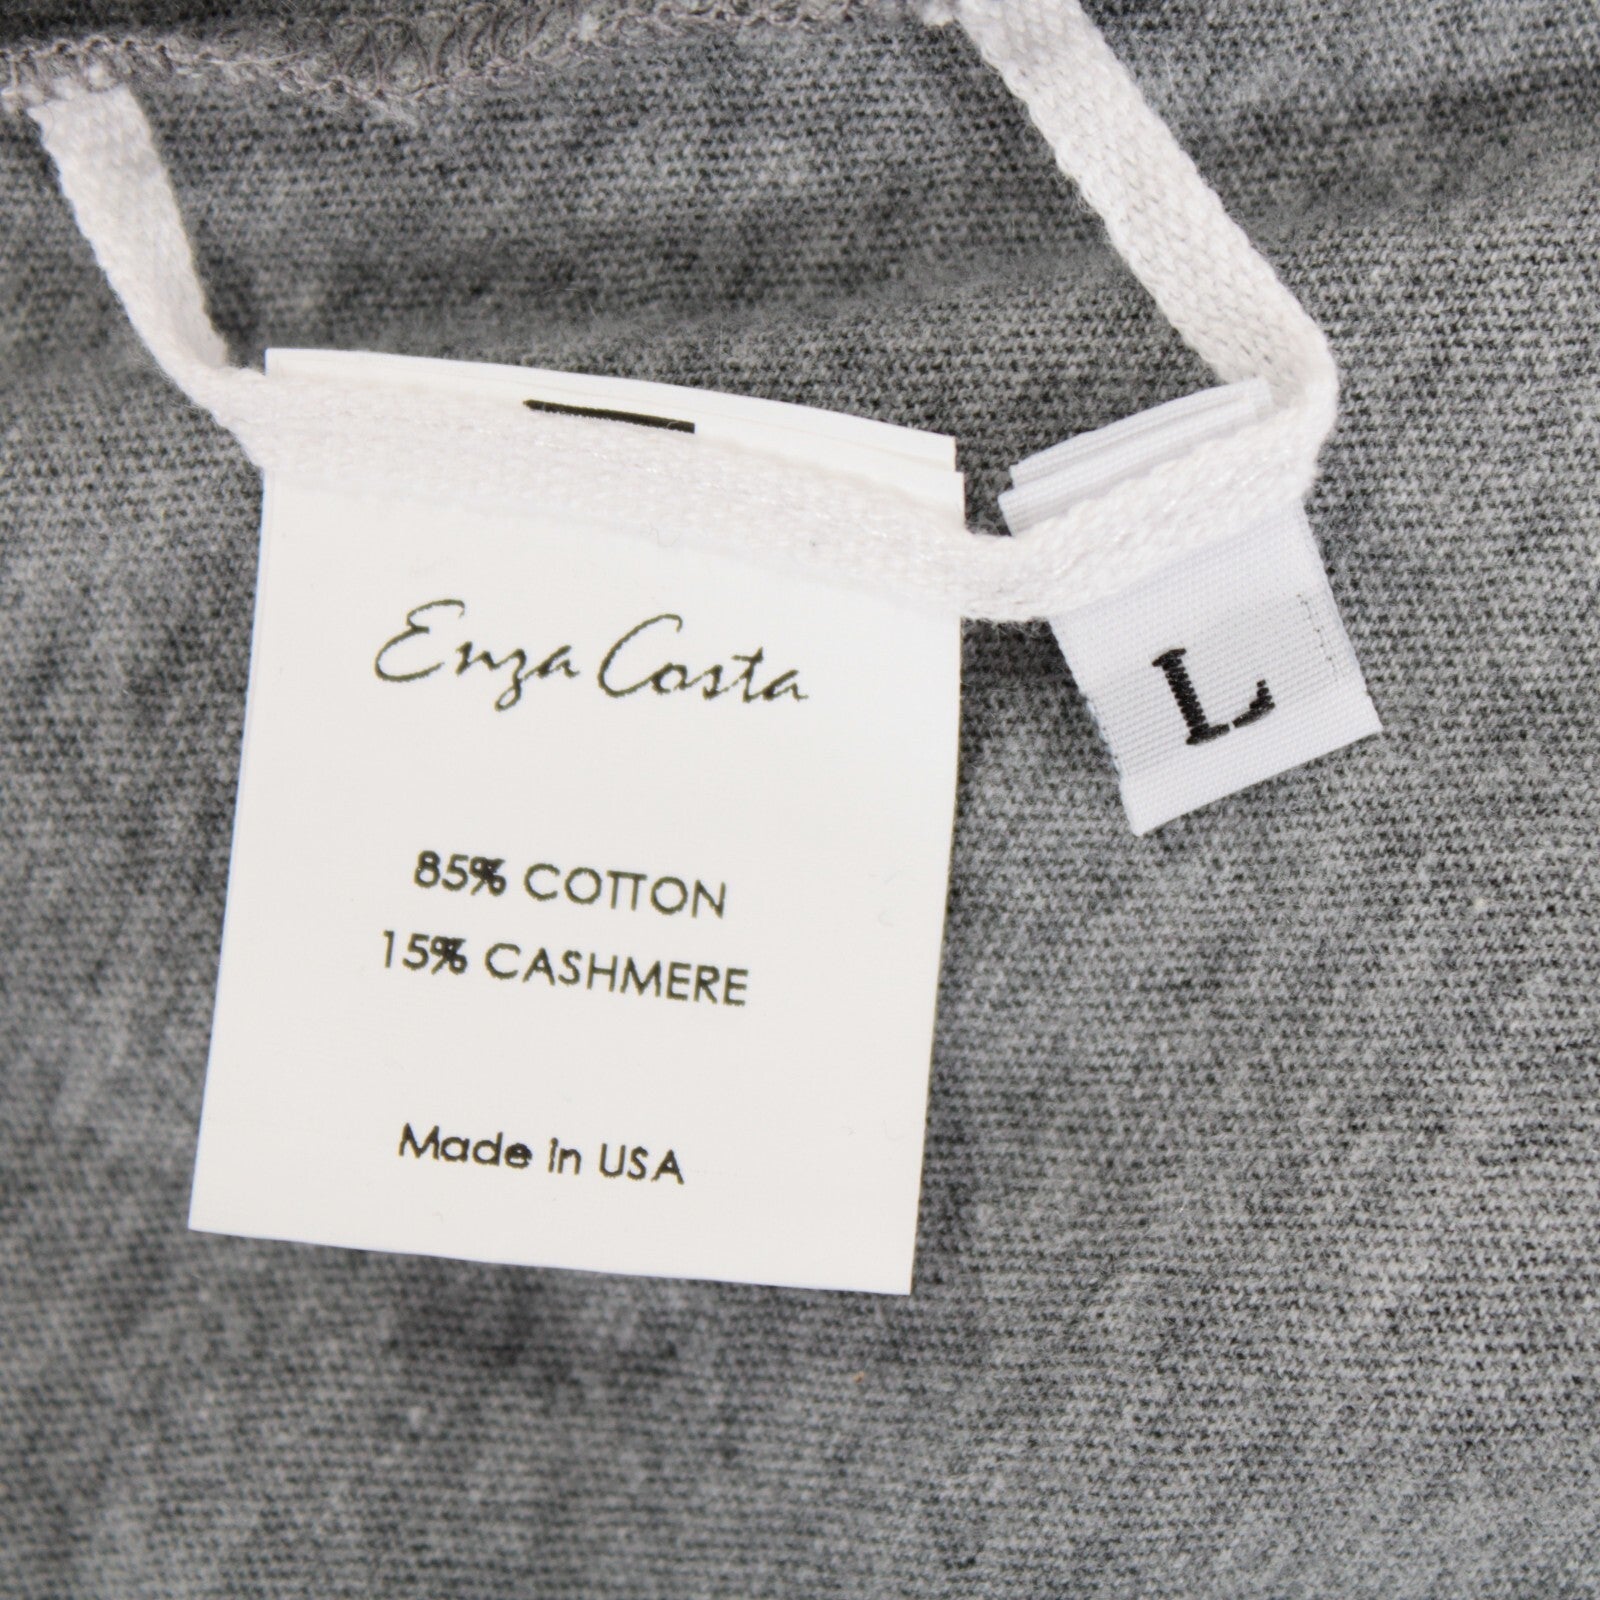 Enza Costa
L
85% COTTON
15% CASHMERE
Made in USA